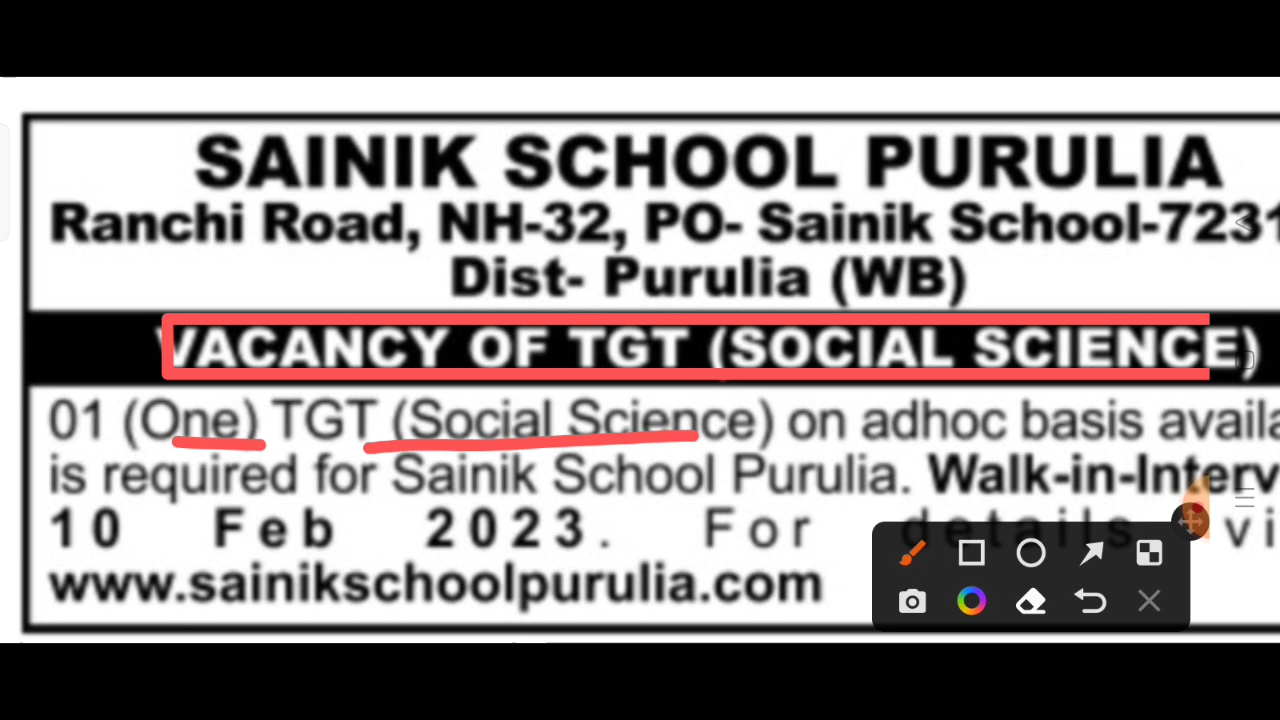 SAINIK SCHOOL PURULIA
Ranchi Road, NH-32, PO- Sainik School-7231
Dist- Purulia (WB)
VACANCY OF TGT (SOCIAL SCIENCE)
01 (One) TGT (Social Science) on adhoc basis availa
is required for Sainik School Purulia. Walk-in-Interv
10 Feb 2023. For details vi
www.sainikschoolpurulia.com